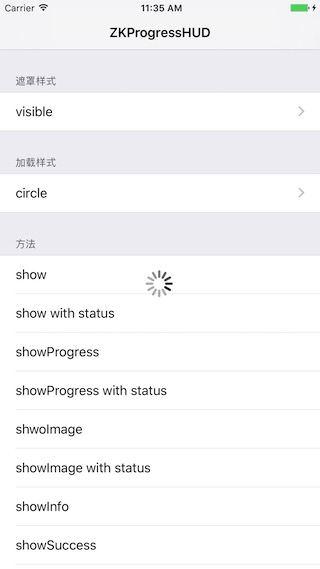 Carrier 11:35 AM
ZKProgressHUD
遮罩样式
visible
加载样式
circle
方法
show
show with status
showProgress
showProgress with status
shwoImage
showImage with status
showInfo
showSuccess